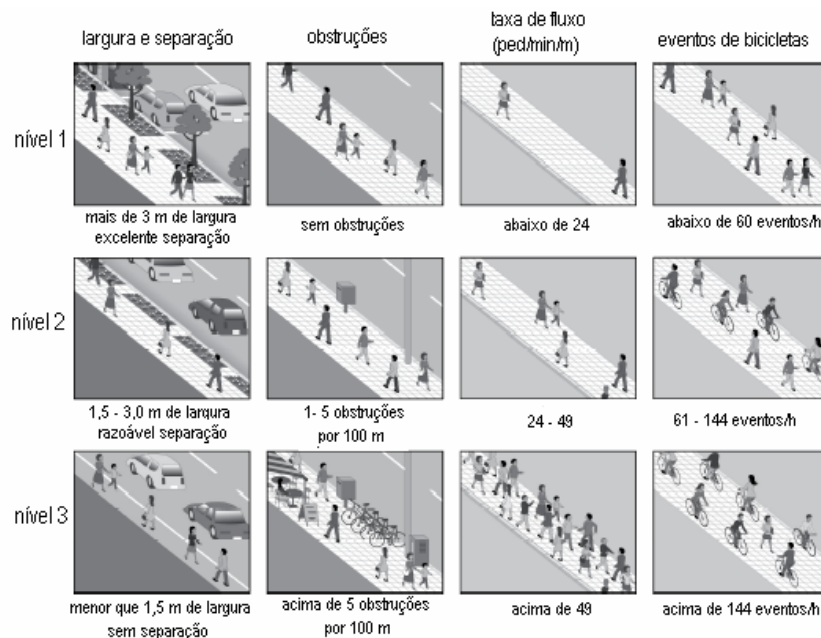 largura e separação
obstruções
taxa de fluxo
(ped/min/m)
eventos de bicicletas
nível 1
mais de 3 m de largura
excelente separação
sem obstruções
abaixo de 24
abaixo de 60 eventos/h
nível 2
1,5 - 3,0 m de largura
razoável separação
1- 5 obstruções
por 100 m
24 - 49
61 - 144 eventos/h
nível 3
menor que 1,5 m de largura
sem separação
acima de 5 obstruções
por 100 m
acima de 49
acima de 144 eventos/h